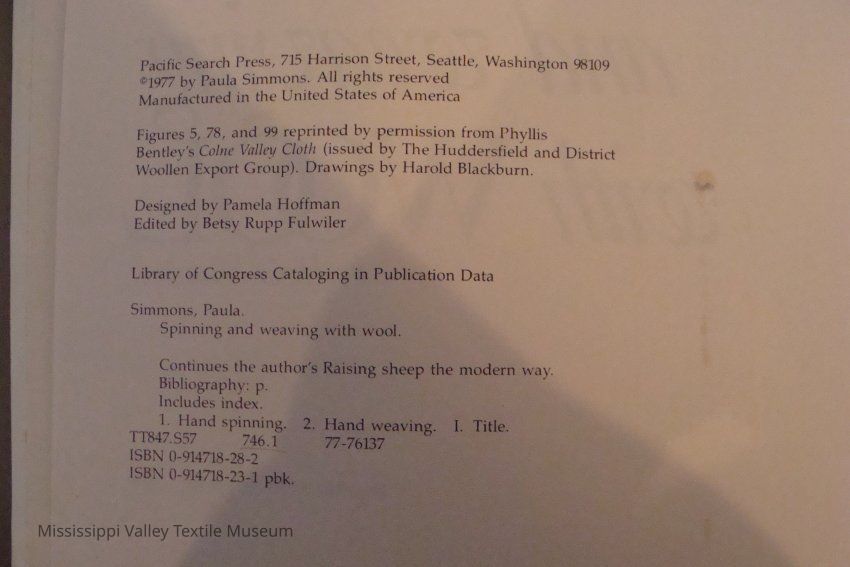 Pacific Search Press, 715 Harrison Street, Seattle, Washington 98109
©1977 by Paula Simmons. All rights reserved
Manufactured in the United States of America
Figures 5, 78, and 99 reprinted by permission from Phyllis
Bentley's Colne Valley Cloth (issued by The Huddersfield and District
Woollen Export Group). Drawings by Harold Blackburn.
Designed by Pamela Hoffman
Edited by Betsy Rupp Fulwiler
Library of Congress Cataloging in Publication Data
Simmons, Paula.
Spinning and weaving with wool.
Continues the author's Raising sheep the modern way.
Bibliography: p.
Includes index.
1. Hand spinning. 2. Hand weaving. I. Title.
TT847.S57 746.1 77-76137
ISBN 0-914718-28-2
ISBN 0-914718-23-1 pbk.
Mississippi Valley Textile Museum